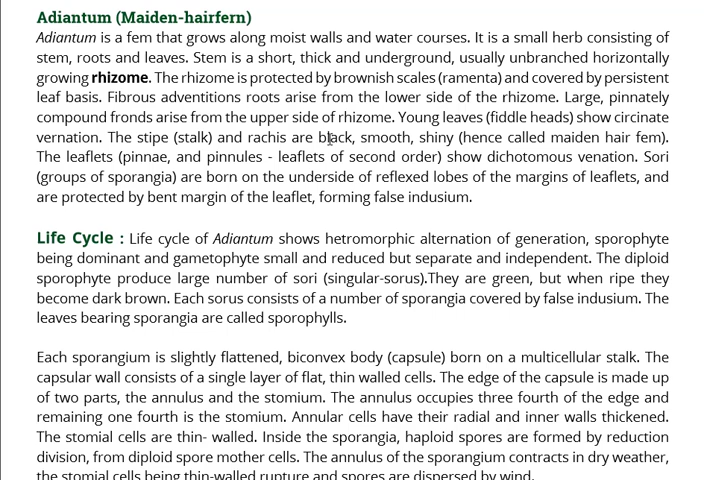 Adiantum (Maiden-hairfern)
Adiantum is a fem that grows along moist walls and water courses. It is a small herb consisting of
stem, roots and leaves. Stem is a short, thick and underground, usually unbranched horizontally
growing rhizome. The rhizome is protected by brownish scales (ramenta) and covered by persistent
leaf basis. Fibrous adventitions roots arise from the lower side of the rhizome. Large, pinnately
compound fronds arise from the upper side of rhizome. Young leaves (fiddle heads) show circinate
vernation. The stipe (stalk) and rachis are black, smooth, shiny (hence called maiden hair fem).
The leaflets (pinnae, and pinnules - leaflets of second order) show dichotomous venation. Sori
(groups of sporangia) are born on the underside of reflexed lobes of the margins of leaflets, and
are protected by bent margin of the leaflet, forming false indusium.
Life Cycle : Life cycle of Adiantum shows hetromorphic alternation of generation, sporophyte
being dominant and gametophyte small and reduced but separate and independent. The diploid
sporophyte produce large number of sori (singular-sorus).They are green, but when ripe they
become dark brown. Each sorus consists of a number of sporangia covered by false indusium. The
leaves bearing sporangia are called sporophylls.
Each sporangium is slightly flattened, biconvex body (capsule) born on a multicellular stalk. The
capsular wall consists of a single layer of flat, thin walled cells. The edge of the capsule is made up
of two parts, the annulus and the stomium. The annulus occupies three fourth of the edge and
remaining one fourth is the stomium. Annular cells have their radial and inner walls thickened.
The stomial cells are thin- walled. Inside the sporangia, haploid spores are formed by reduction
division, from diploid spore mother cells. The annulus of the sporangium contracts in dry weather,
the stomial cells being thin-walled rupture and spores are dispersed by wind.